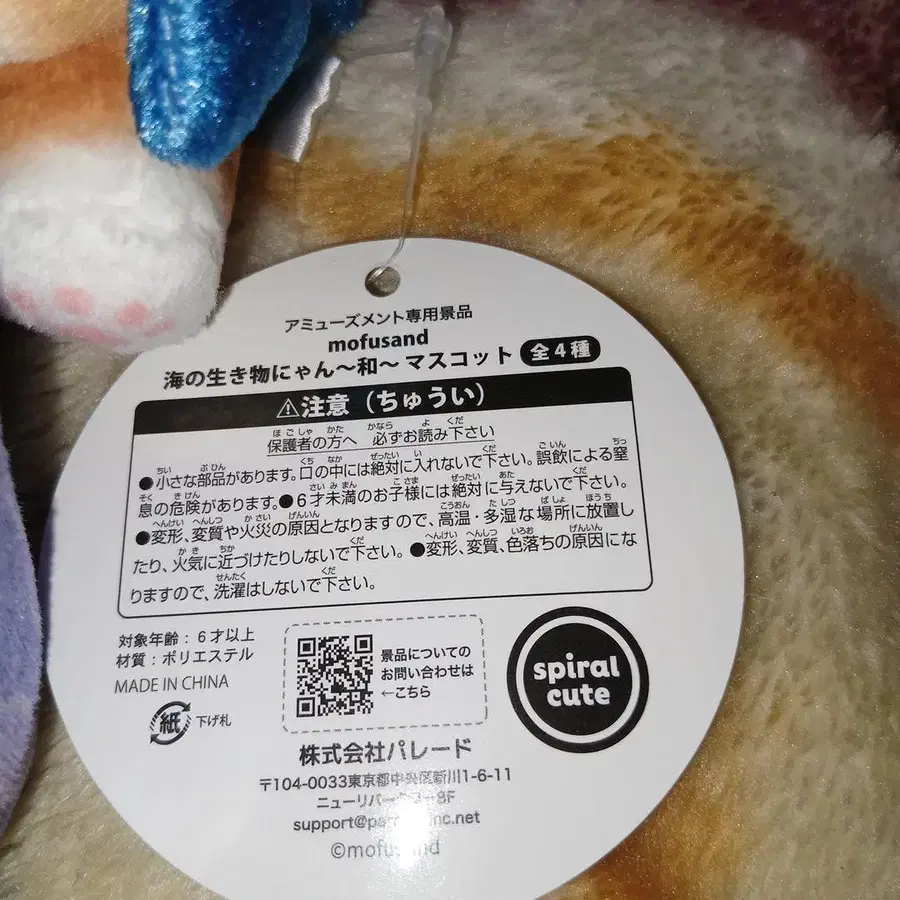 アミューズメント専用景品
mofusand
海の生き物にゃん〜和〜 マスコット 全4種
⚠注意（ちゅうい）
保護者の方へ 必ずお読み下さい
●小さな部品があります。口の中には絶対に入れないで下さい。誤飲による窒
息の危険があります。●6才未満のお子様には絶対に与えないで下さい。
●変形、変質や火災の原因となりますので、高温・多湿な場所に放置し
たり、火気に近づけたりしないで下さい。●変形、変質、色落ちの原因にな
りますので、洗濯はしないで下さい。
対象年齢：6才以上
材質：ポリエステル
MADE IN CHINA
紙 下げ札
景品についての
お問い合わせは
←こちら
spiral
cute
株式会社パレード
〒104-0033東京都中央区新川1-6-11
ニューリバー 8F
support@ .net
©mofusand